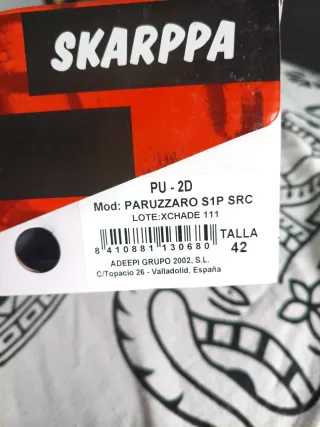 SKARPPA
PU - 2D
Mod: PARUZZARO S1P SRC
LOTE:XCHADE 111
8 410881 130680
TALLA
42
ADEEPI GRUPO 2002, S.L.
C/Topacio 26 - Valladolid, España